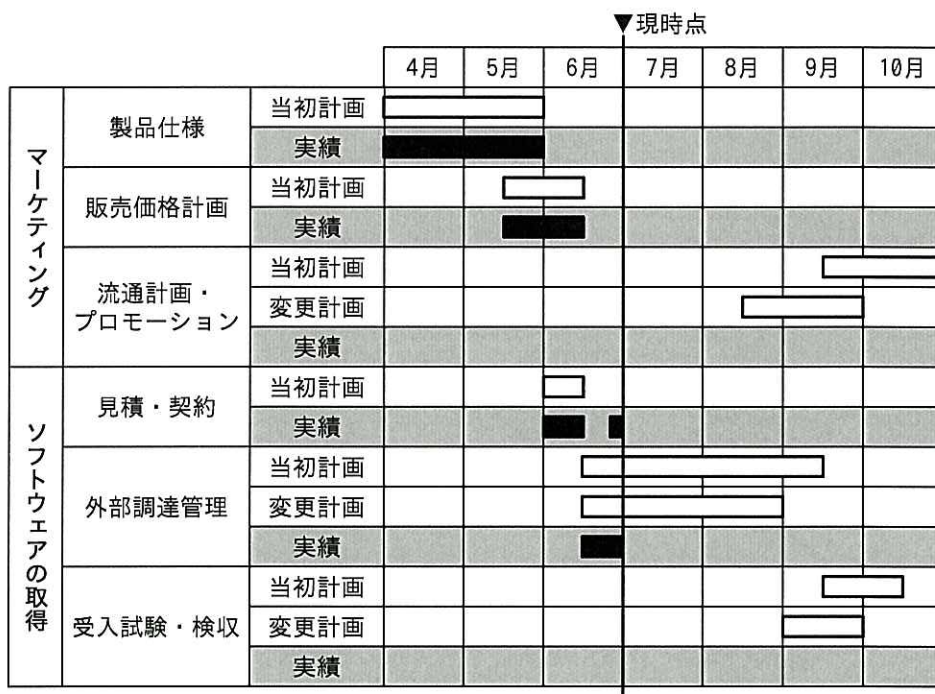 ▼現時点
4月 5月 6月 7月 8月 9月 10月
マーケティング
製品仕様
当初計画
実績
販売価格計画
当初計画
実績
流通計画・
プロモーション
当初計画
変更計画
実績
ソフトウェアの取得
見積・契約
当初計画
実績
外部調達管理
当初計画
変更計画
実績
受入試験・検収
当初計画
変更計画
実績